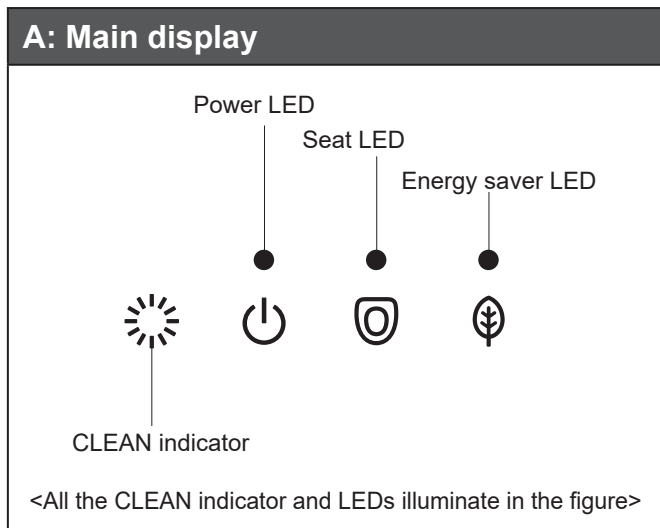 A: Main display
Power LED
Seat LED
Energy saver LED
CLEAN indicator
<All the CLEAN indicator and LEDs illuminate in the figure>